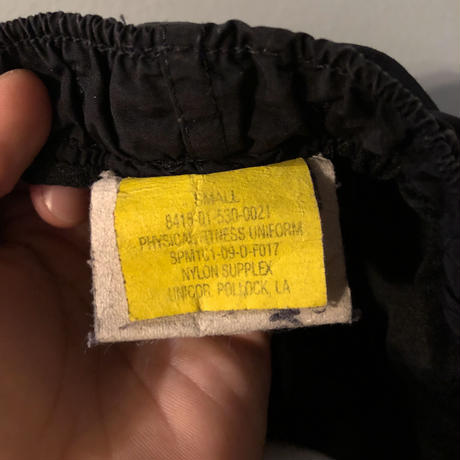 SMALL
8415-01-530-0021
PHYSICAL FITNESS UNIFORM
SPM1C1-09-D-F017
NYLON SUPPLEX
UNICOR, POLLOCK, LA